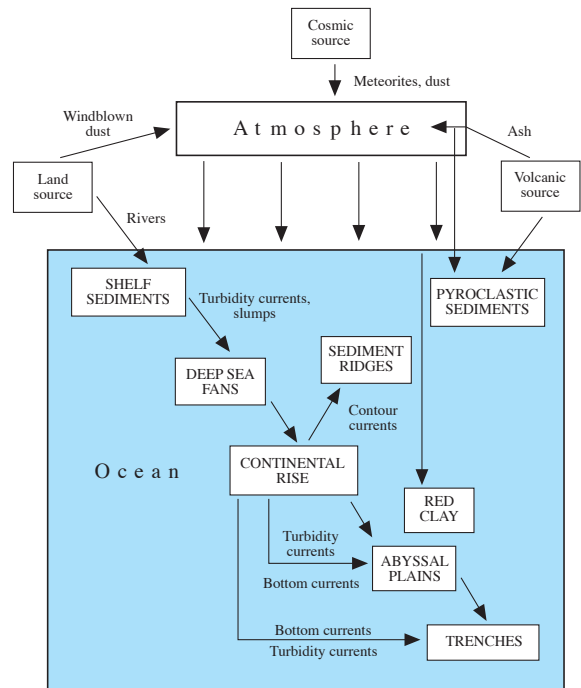 Cosmic
source
Meteorites, dust
Windblown
dust
Atmosphere
Ash
Land
source
Volcanic
source
Rivers
SHELF
SEDIMENTS
PYROCLASTIC
SEDIMENTS
Turbidity currents,
slumps
SEDIMENT
RIDGES
DEEP SEA
FANS
Contour
currents
Ocean
CONTINENTAL
RISE
RED
CLAY
Turbidity
currents
Bottom currents
ABYSSAL
PLAINS
Bottom currents
Turbidity currents
TRENCHES